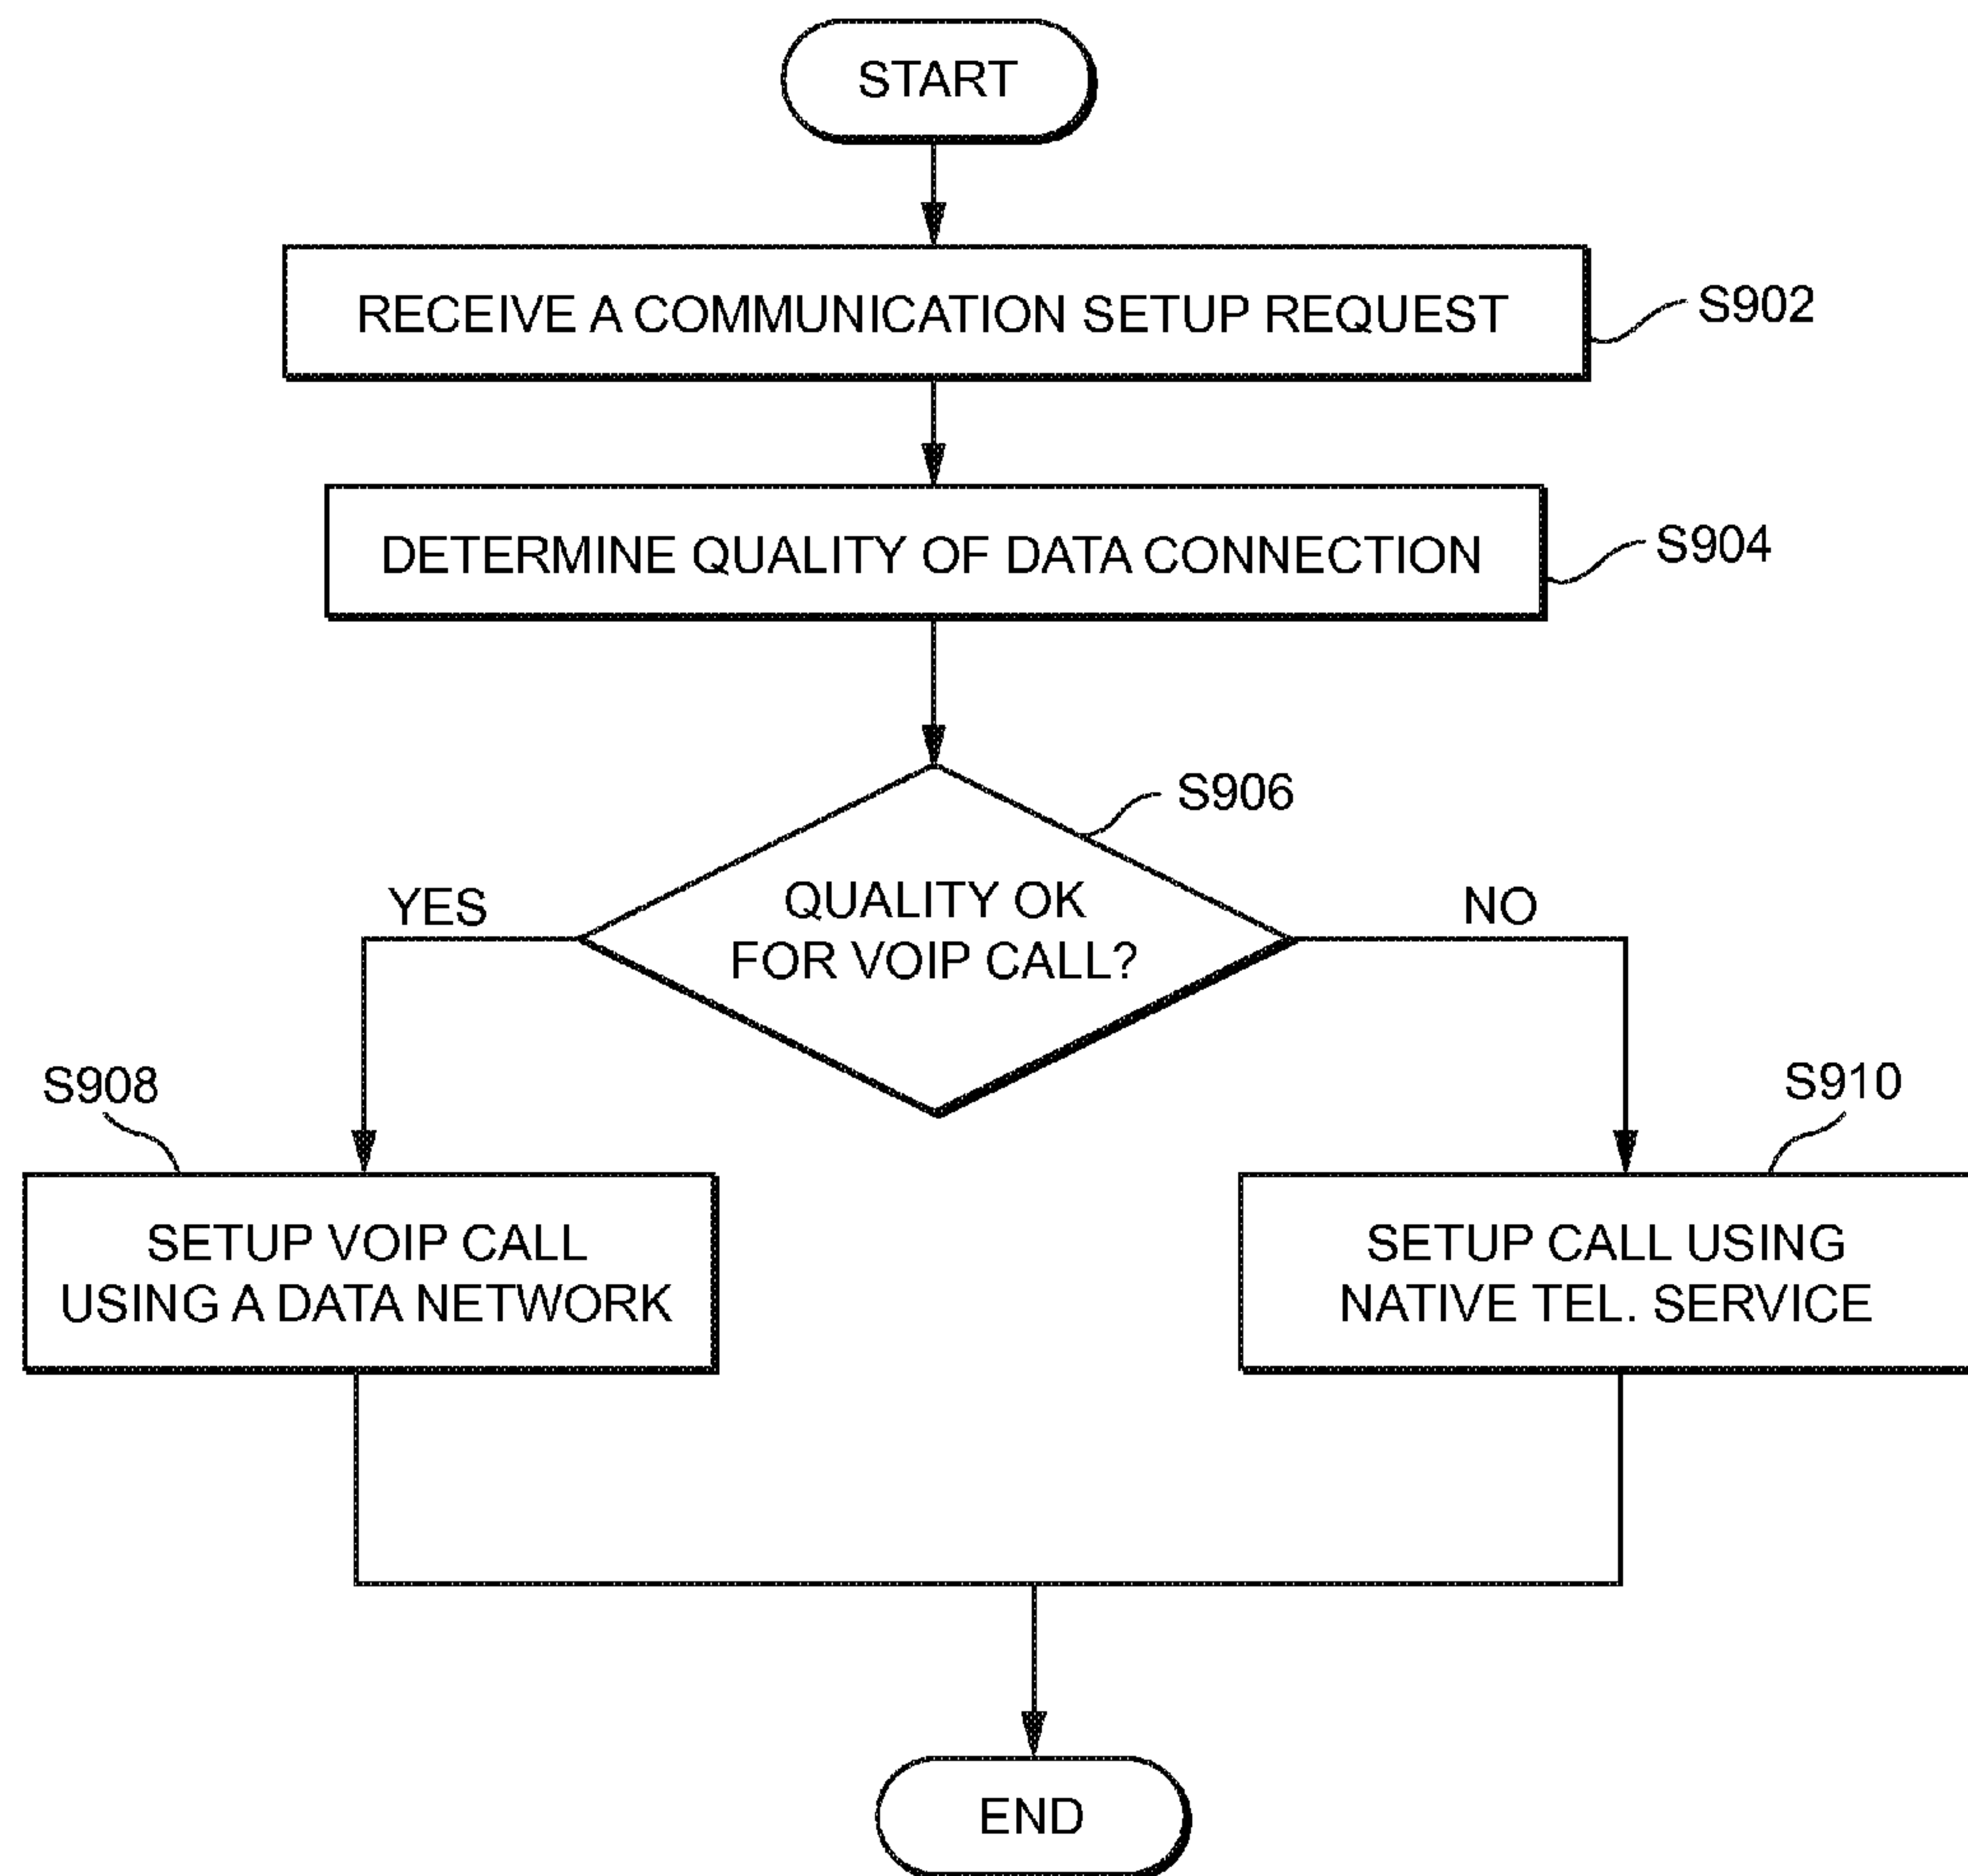 START
RECEIVE A COMMUNICATION SETUP REQUEST
S902
DETERMINE QUALITY OF DATA CONNECTION
S904
S906
QUALITY OK
FOR VOIP CALL?
YES
NO
S908
S910
SETUP VOIP CALL
USING A DATA NETWORK
SETUP CALL USING
NATIVE TEL. SERVICE
END